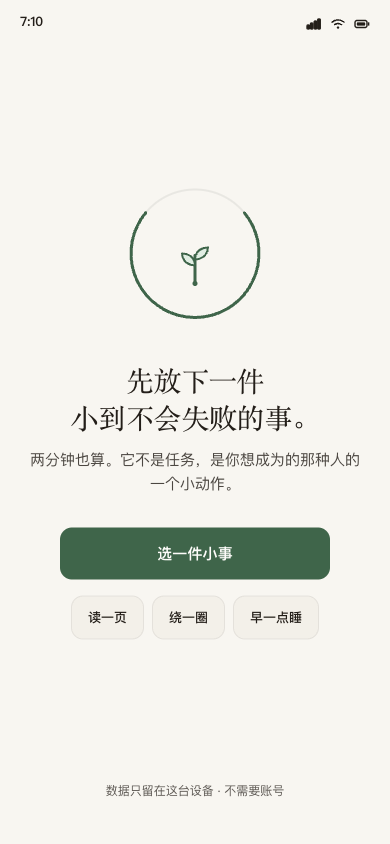 7:10
先放下一件
小到不会失败的事。
两分钟也算。它不是任务，是你想成为的那种人的
一个小动作。
选一件小事
读一页
绕一圈
早一点睡
数据只留在这台设备 · 不需要账号